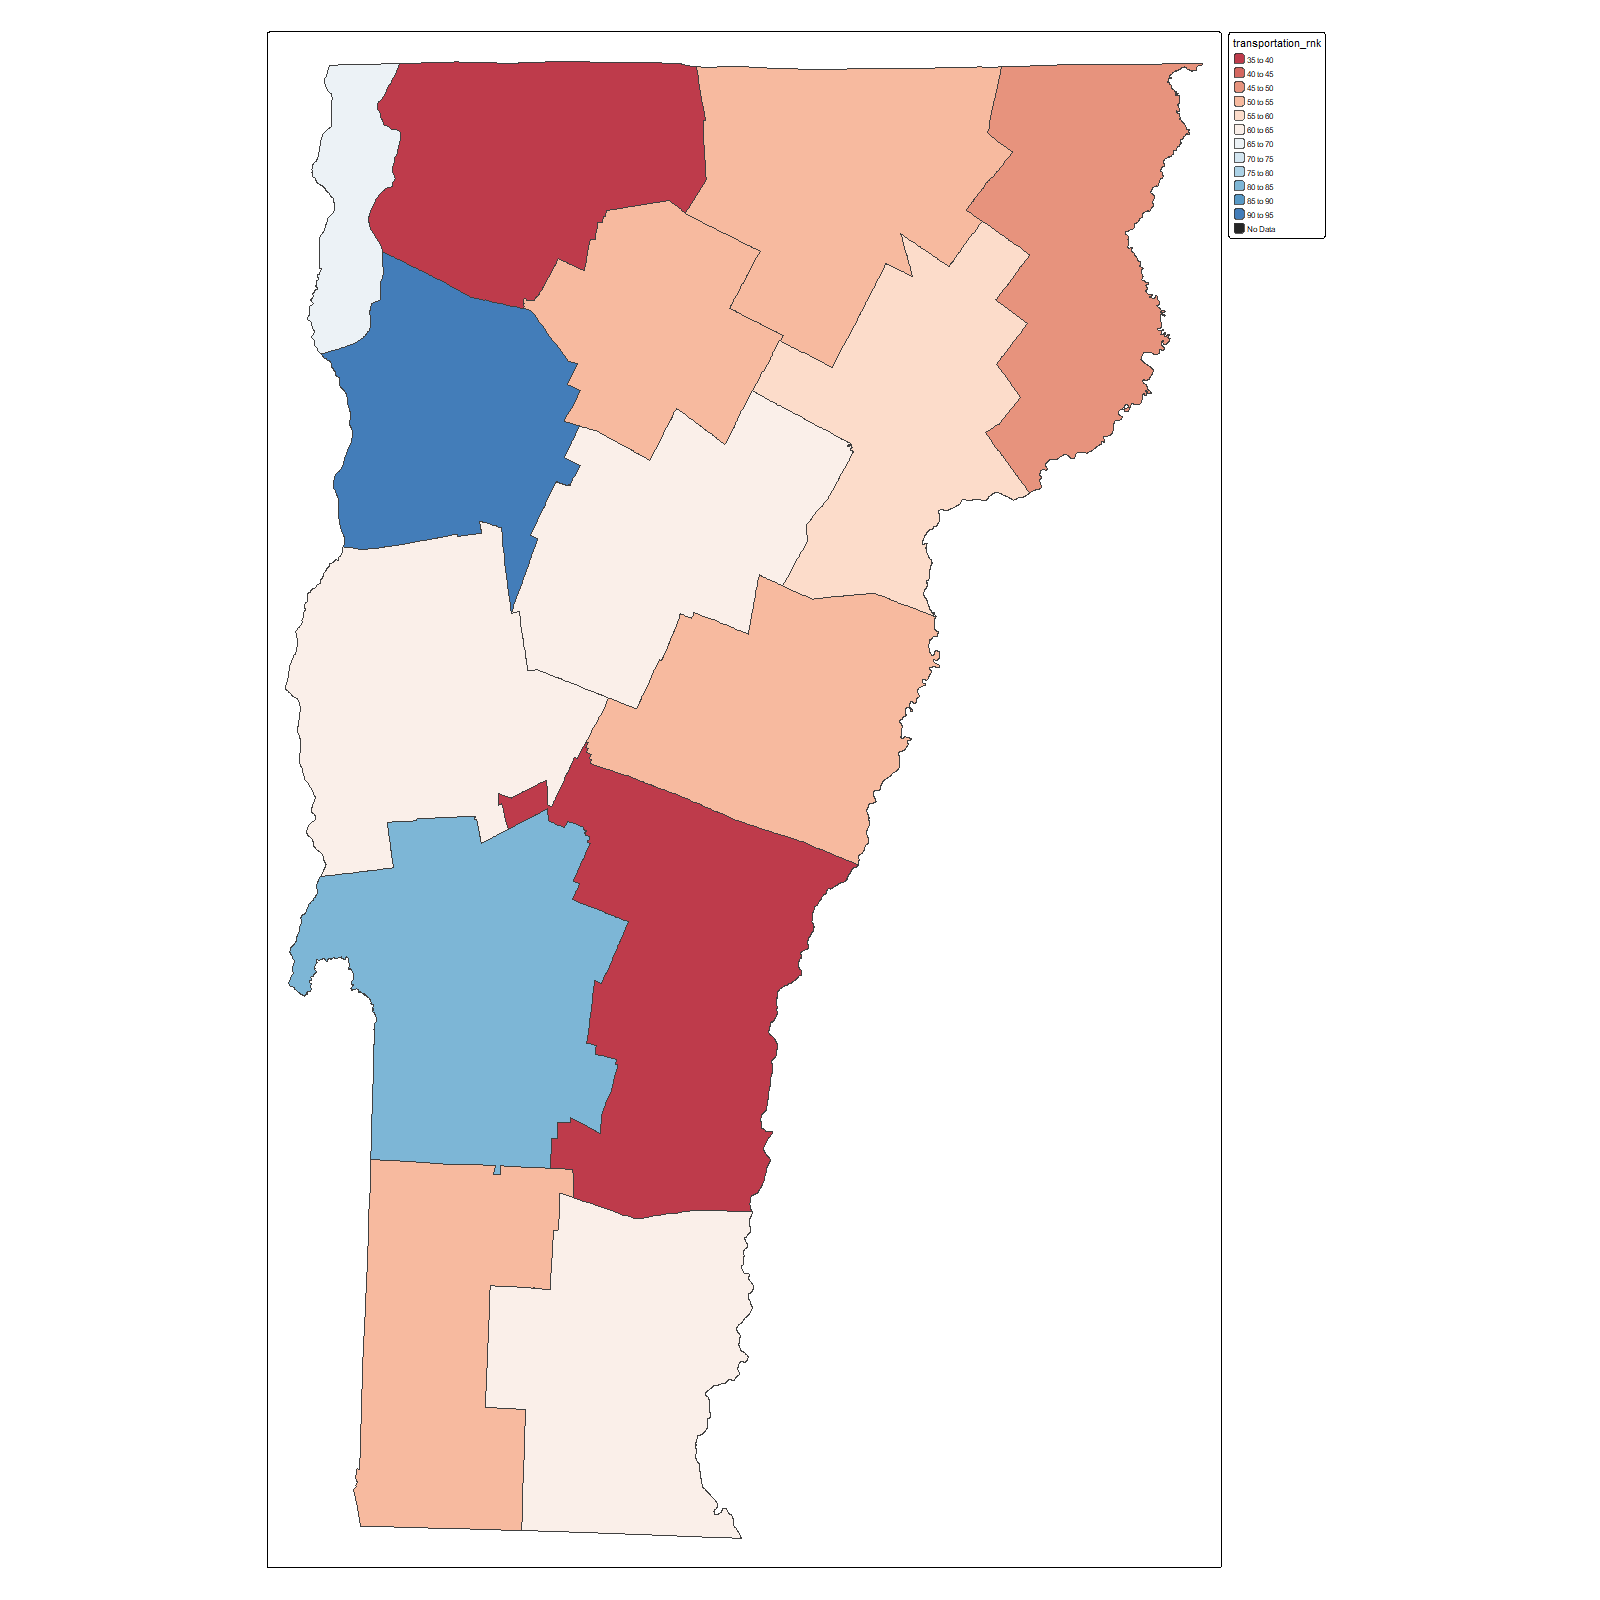 transportation_rnk
35 to 40
40 to 45
45 to 50
50 to 55
55 to 60
60 to 65
65 to 70
70 to 75
75 to 80
80 to 85
85 to 90
90 to 95
No Data